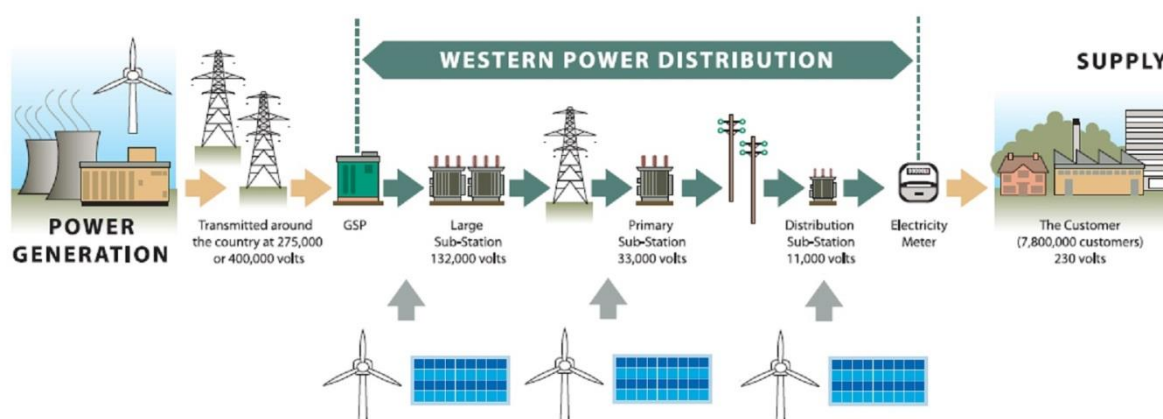 WESTERN POWER DISTRIBUTION
SUPPLY
POWER
GENERATION
Transmitted around
the country at 275,000
or 400,000 volts
GSP
Large
Sub-Station
132,000 volts
Primary
Sub-Station
33,000 volts
Distribution
Sub-Station
11,000 volts
Electricity
Meter
The Customer
(7,800,000 customers)
230 volts